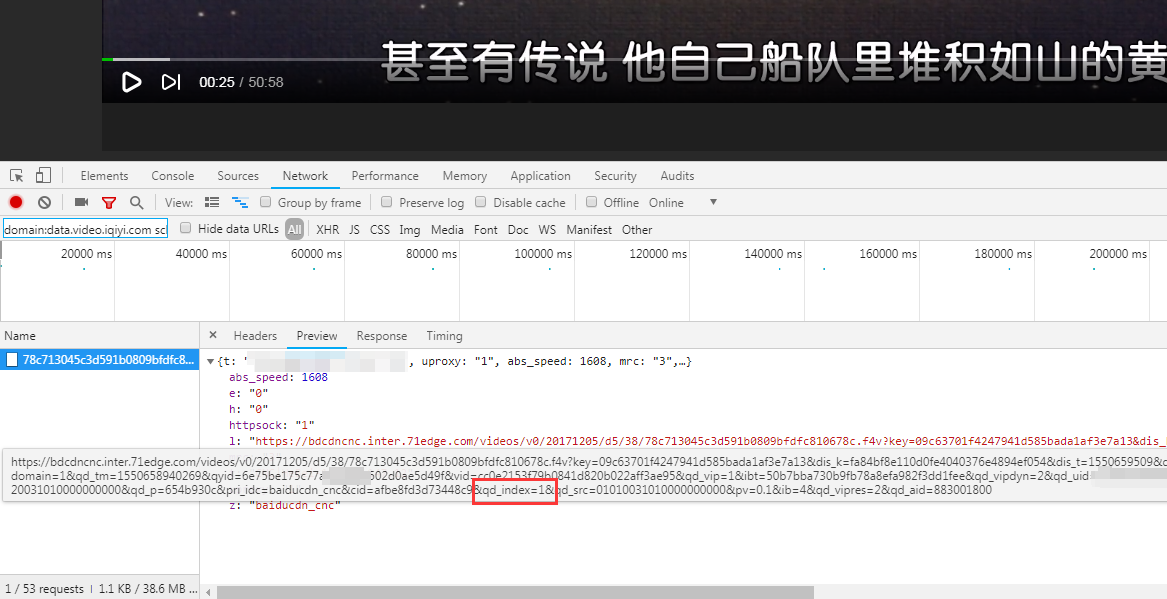 甚至有传说 他自己船队里堆积如山的黄
00:25 / 50:58
Elements Console Sources Network Performance Memory Application Security Audits
View: Group by frame Preserve log Disable cache Offline Online ▼
domain:data.video.iqiyi.com scl Hide data URLs All XHR JS CSS Img Media Font Doc WS Manifest Other
20000 ms 40000 ms 60000 ms 80000 ms 100000 ms 120000 ms 140000 ms 160000 ms 180000 ms 200000 ms
Name × Headers Preview Response Timing
78c713045c3d591b0809bfdfc8...
▼{t: " , uproxy: "1", abs_speed: 1608, mrc: "3",…}
abs_speed: 1608
e: "0"
h: "0"
httpsock: "1"
l: "https://bdcdncnc.inter.71edge.com/videos/v0/20171205/d5/38/78c713045c3d591b0809bfdfc810678c.f4v?key=09c63701f4247941d585bada1af3e7a13&dis_
https://bdcdncnc.inter.71edge.com/videos/v0/20171205/d5/38/78c713045c3d591b0809bfdfc810678c.f4v?key=09c63701f4247941d585bada1af3e7a13&dis_k=fa84bf8e110d0fe4040376e4894ef054&dis_t=1550659509&
domain=1&qd_tm=1550658940269&qyid=6e75be175c77a 602d0ae5d49f&vid=cc0e2153f79b0841d820b022aff3ae95&qd_vip=1&ibt=50b7bba730b9fb78a8efa982f3dd1fee&qd_vipdyn=2&qd_uid
20031010000000000&qd_p=654b930c&pri_idc=baiducdn_cnc&cid=afbe8fd3d73448c9&qd_index=1&qd_src=01010031010000000000&pv=0.1&ib=4&qd_vipres=2&qd_aid=883001800
z: "baiducdn_cnc"
1 / 53 requests | 1.1 KB / 38.6 MB ...